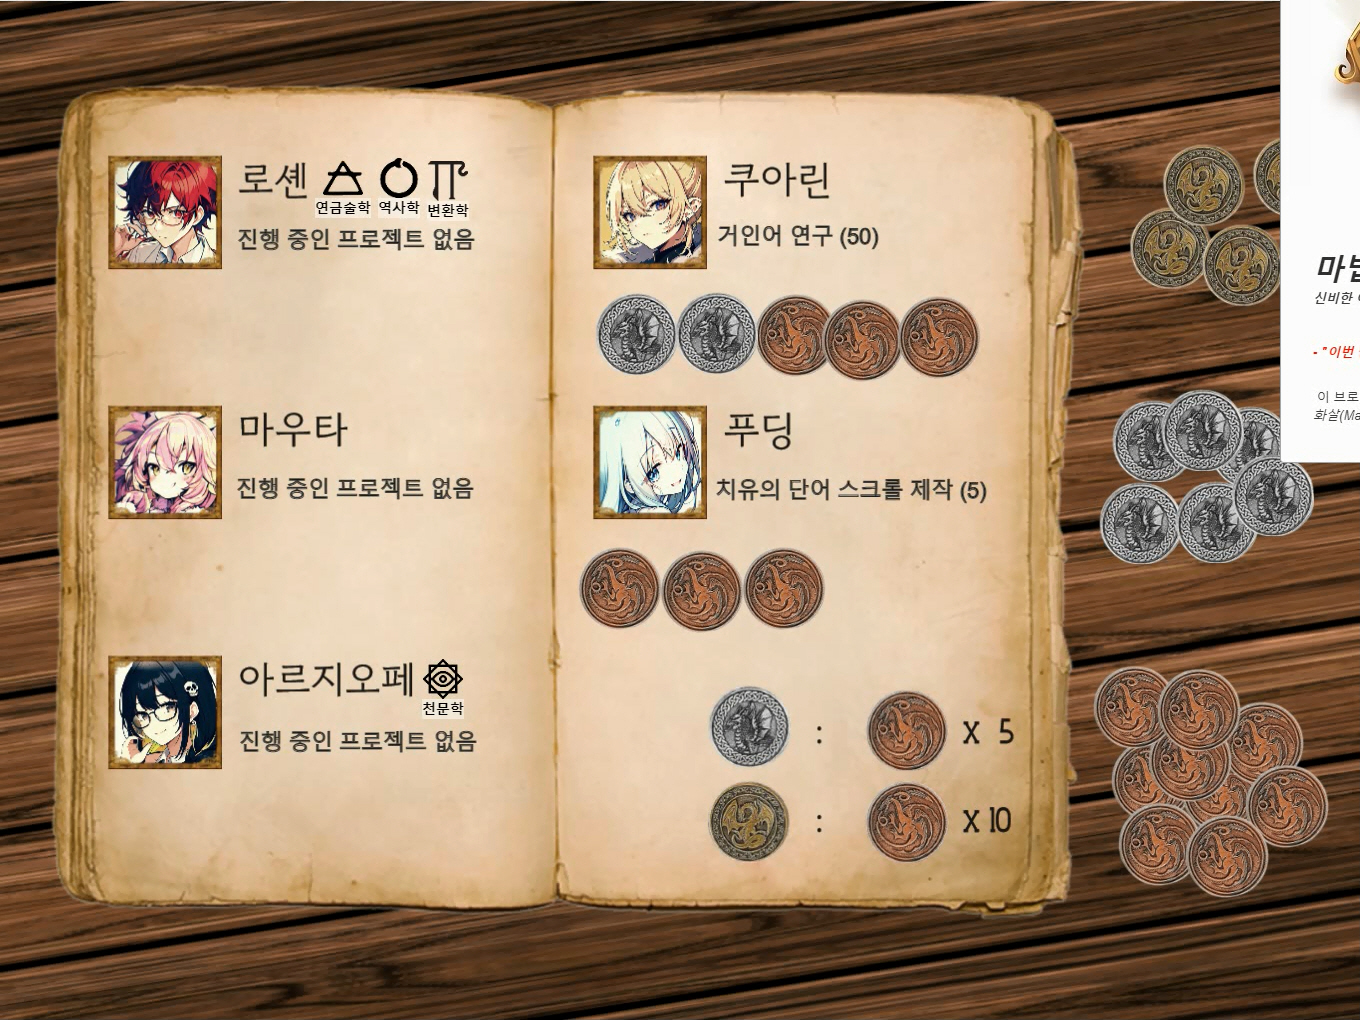 로셴
연금술학 역사학 변환학
진행 중인 프로젝트 없음
마우타
진행 중인 프로젝트 없음
아르지오페
천문학
진행 중인 프로젝트 없음
쿠아린
거인어 연구 (50)
푸딩
치유의 단어 스크롤 제작 (5)
: X 5
: X 10
신비한
- "이번
이 브로
화살(Ma